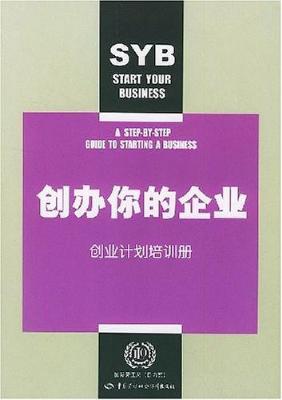 SYB
START YOUR
BUSINESS
A STEP-BY-STEP
GUIDE TO STARTING A BUSINESS
创办你的企业
创业计划培训册